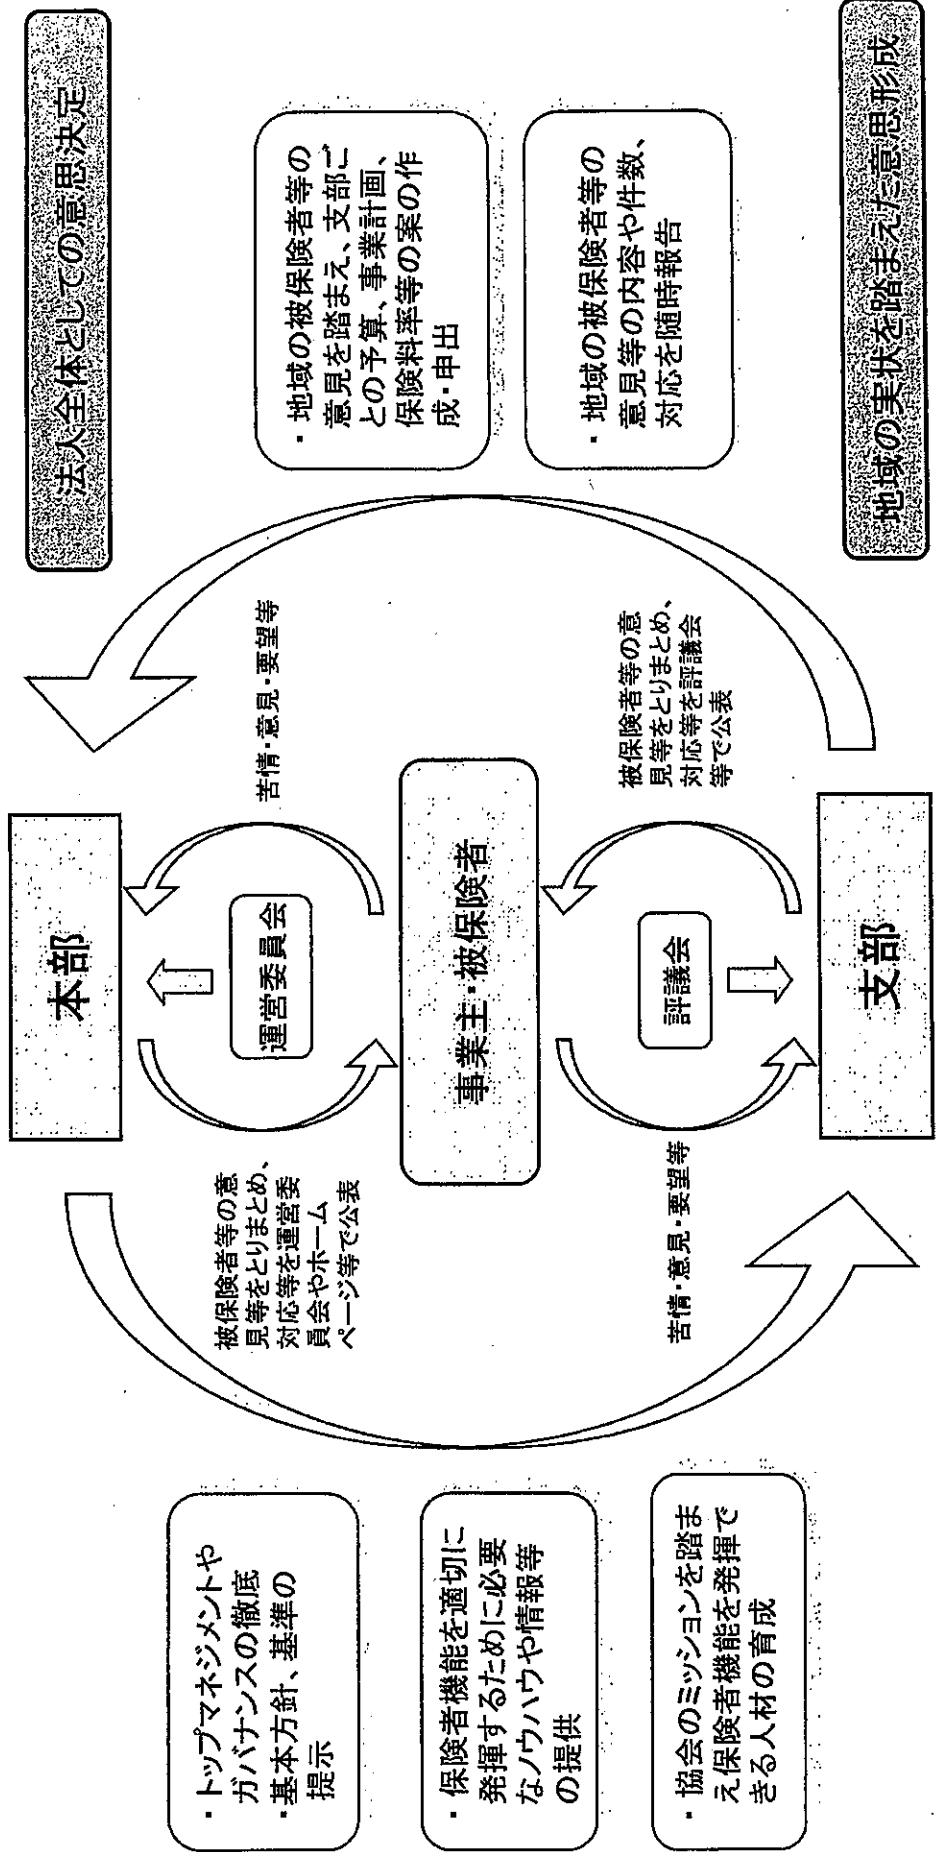 法人全体としての意思決定
本部
運営委員会
事業主・被保険者
評議会
支部
地域の実状を踏まえた意思形成
・トップマネジメントや
ガバナンスの徹底
・基本方針、基準の
提示
・保険者機能を適切に
発揮するために必要
なノウハウや情報等
の提供
・協会のミッションを踏ま
え保険者機能を発揮で
きる人材の育成
被保険者等の意
見等をとりまとめ、
対応等を運営委
員会やホーム
ページ等で公表
苦情・意見・要望等
苦情・意見・要望等
被保険者等の意
見等をとりまとめ、
対応等を評議会
等で公表
・地域の被保険者等の
意見を踏まえ、支部ご
との予算、事業計画、
保険料率等の案の作
成・申出
・地域の被保険者等の
意見等の内容や件数、
対応を随時報告